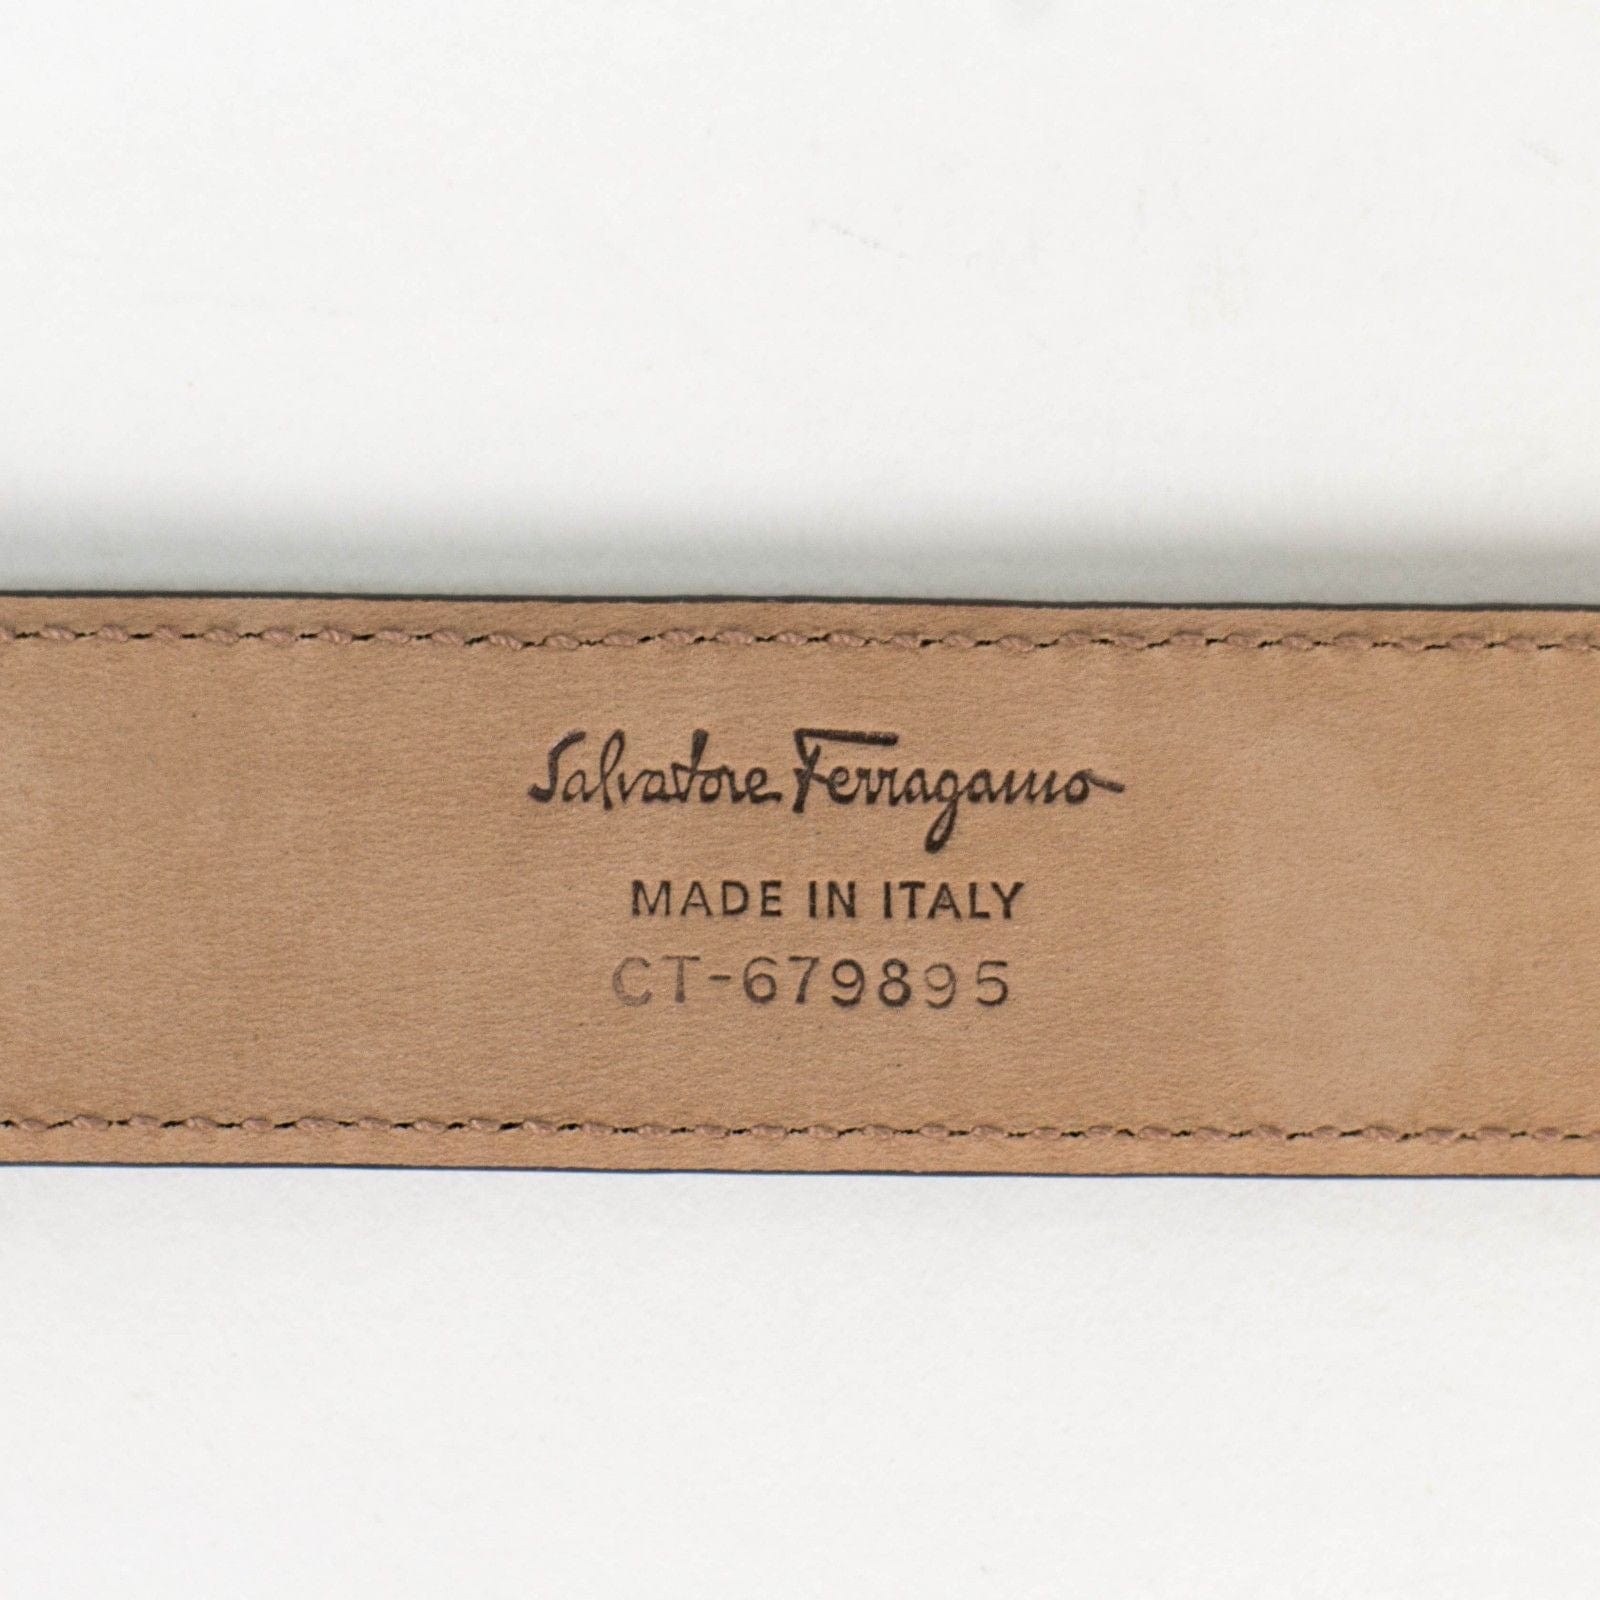 Salvatore Ferragamo
MADE IN ITALY
CT-679895